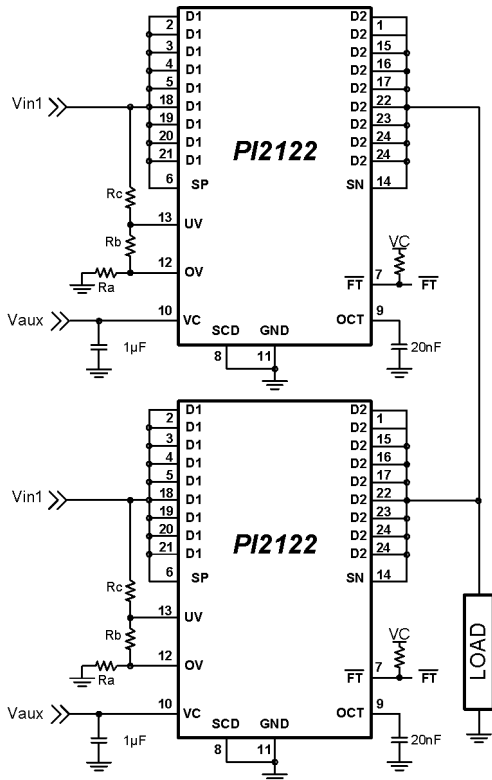 D1 D2
2 D1 D2 1
3 D1 D2 15
4 D1 D2 16
5 D1 D2 17
Vin1 18 D1 D2 22
19 D1 D2 23
20 D1 D2 24
21 D1 D2 24
6 SP PI2122 SN 14
Rc
13 UV
Rb VC
12 OV
Ra FT 7 FT
Vaux 10 VC OCT 9
1µF SCD GND 20nF
8 11
D1 D2
2 D1 D2 1
3 D1 D2 15
4 D1 D2 16
5 D1 D2 17
Vin1 18 D1 D2 22
19 D1 D2 23
20 D1 D2 24
21 D1 D2 24
6 SP PI2122 SN 14
Rc
13 UV
Rb VC
12 OV
Ra FT 7 FT
LOAD
Vaux 10 VC OCT 9
1µF SCD GND 20nF
8 11